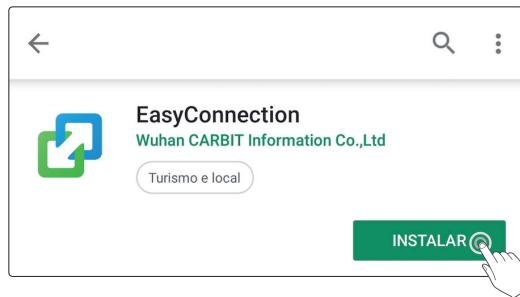 EasyConnection
Wuhan CARBIT Information Co.,Ltd
Turismo e local
INSTALAR